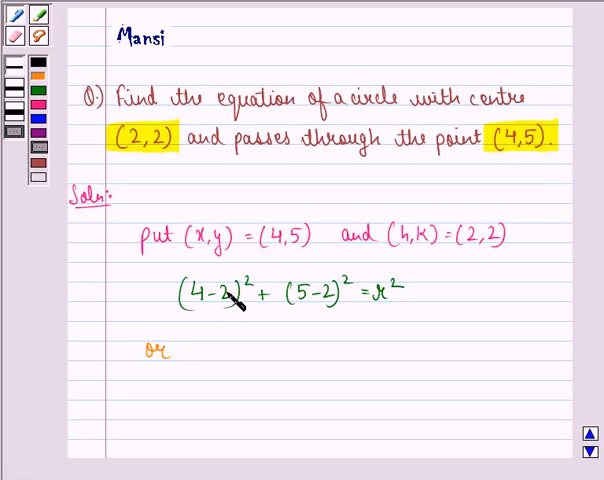 Mansi
Q.) Find the equation of a circle with centre
(2,2) and passes through the point (4,5).
Soln:
put (x,y) = (4,5) and (h,k) = (2,2)
(4-2)² + (5-2)² = r²
or